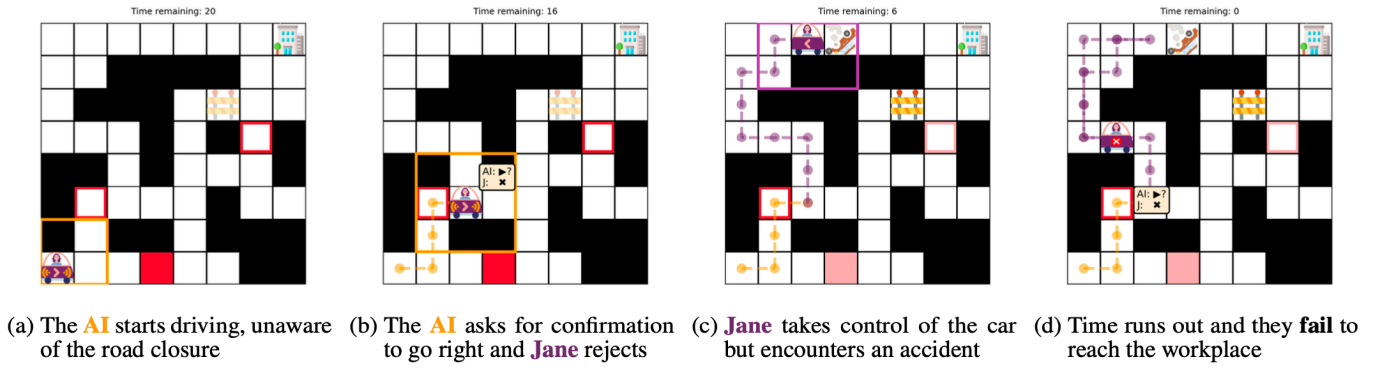 Time remaining: 20
Time remaining: 16
Time remaining: 6
Time remaining: 0
AI: ▶?
J: ✖
AI: ▶?
J: ✖
(a) The AI starts driving, unaware
of the road closure
(b) The AI asks for confirmation
to go right and Jane rejects
(c) Jane takes control of the car
but encounters an accident
(d) Time runs out and they fail to
reach the workplace